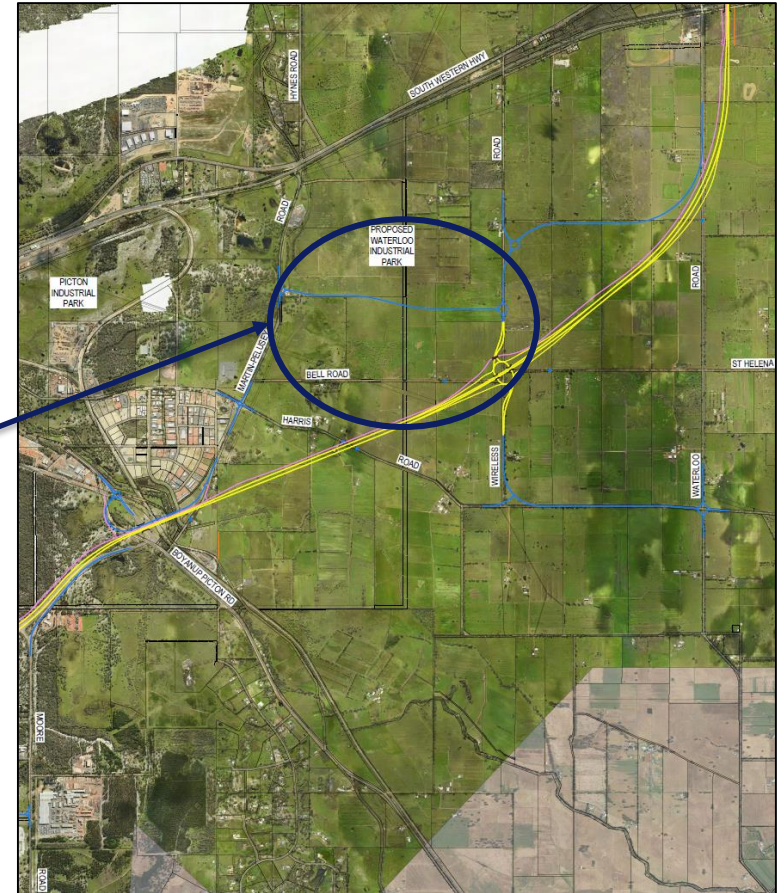 HYNES ROAD
SOUTH WESTERN HWY
ROAD
ROAD
PROPOSED
WATERLOO
INDUSTRIAL
PARK
PICTON
INDUSTRIAL
PARK
ROAD
MARTIN-PELUSEY
BELL ROAD
ST HELENA
HARRIS
ROAD
WIRELESS
WATERLOO
BOYANUP PICTON RD
MOORE
ROAD